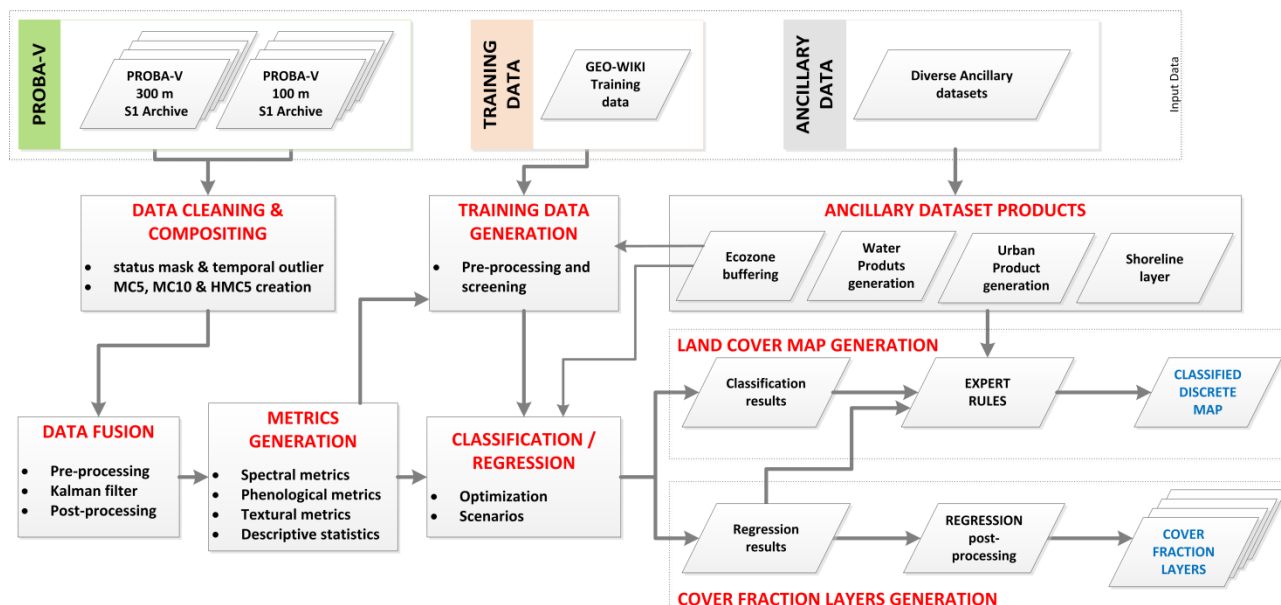 PROBA-V
PROBA-V
300 m
S1 Archive
PROBA-V
100 m
S1 Archive
TRAINING
DATA
GEO-WIKI
Training
data
ANCILLARY
DATA
Diverse Ancillary
datasets
Input Data
DATA CLEANING &
COMPOSITING
• status mask & temporal outlier
• MC5, MC10 & HMC5 creation
TRAINING DATA
GENERATION
• Pre-processing and
screening
ANCILLARY DATASET PRODUCTS
Ecozone
buffering
Water
Produts
generation
Urban
Product
generation
Shoreline
layer
DATA FUSION
• Pre-processing
• Kalman filter
• Post-processing
METRICS
GENERATION
• Spectral metrics
• Phenological metrics
• Textural metrics
• Descriptive statistics
CLASSIFICATION /
REGRESSION
• Optimization
• Scenarios
LAND COVER MAP GENERATION
Classification
results
EXPERT
RULES
CLASSIFIED
DISCRETE
MAP
Regression
results
REGRESSION
post-
processing
COVER
FRACTION
LAYERS
COVER FRACTION LAYERS GENERATION